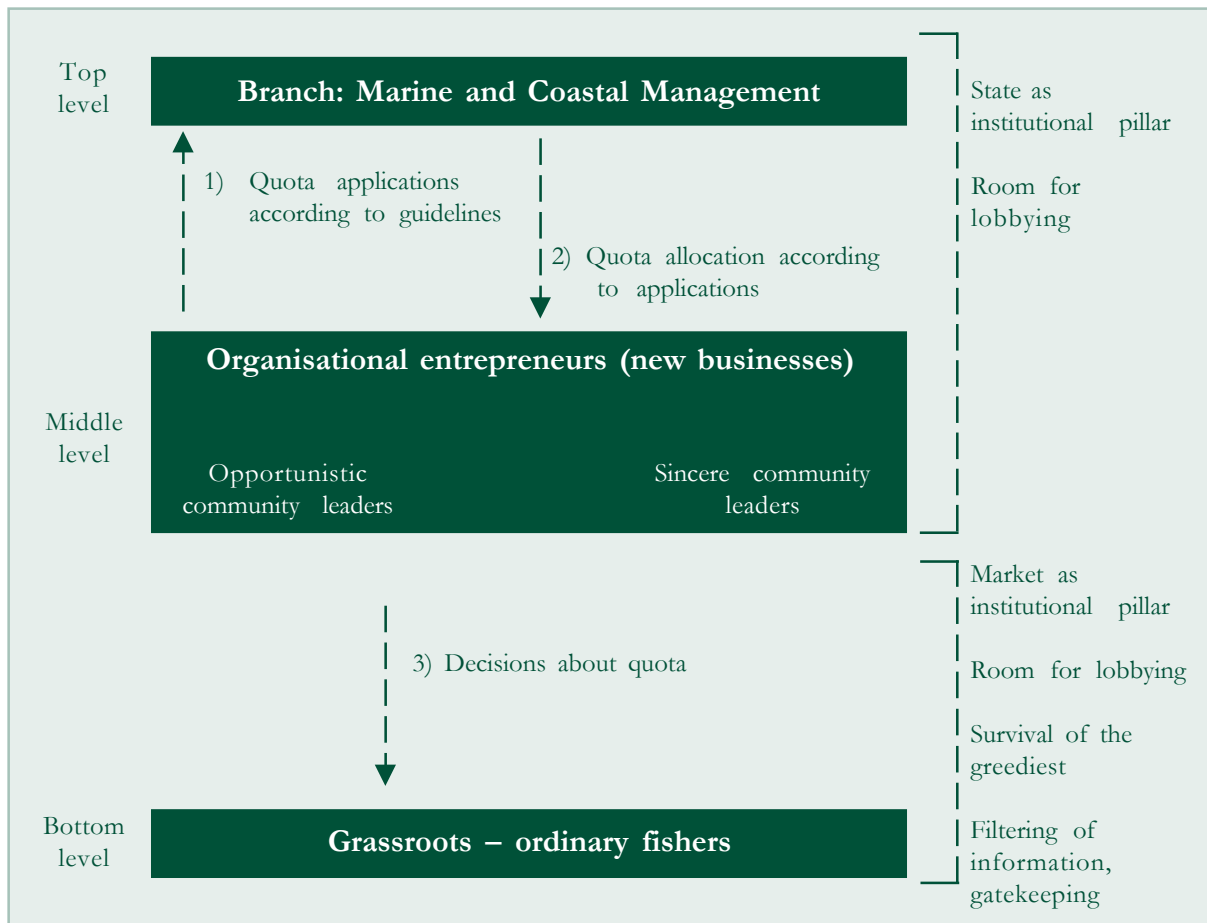 Top
level
Branch: Marine and Coastal Management
State as
institutional pillar
Room for
lobbying
1) Quota applications
according to guidelines
2) Quota allocation according
to applications
Middle
level
Organisational entrepreneurs (new businesses)
Opportunistic
community leaders
Sincere community
leaders
Market as
institutional pillar
Room for lobbying
Survival of the
greediest
Filtering of
information,
gatekeeping
3) Decisions about quota
Bottom
level
Grassroots – ordinary fishers